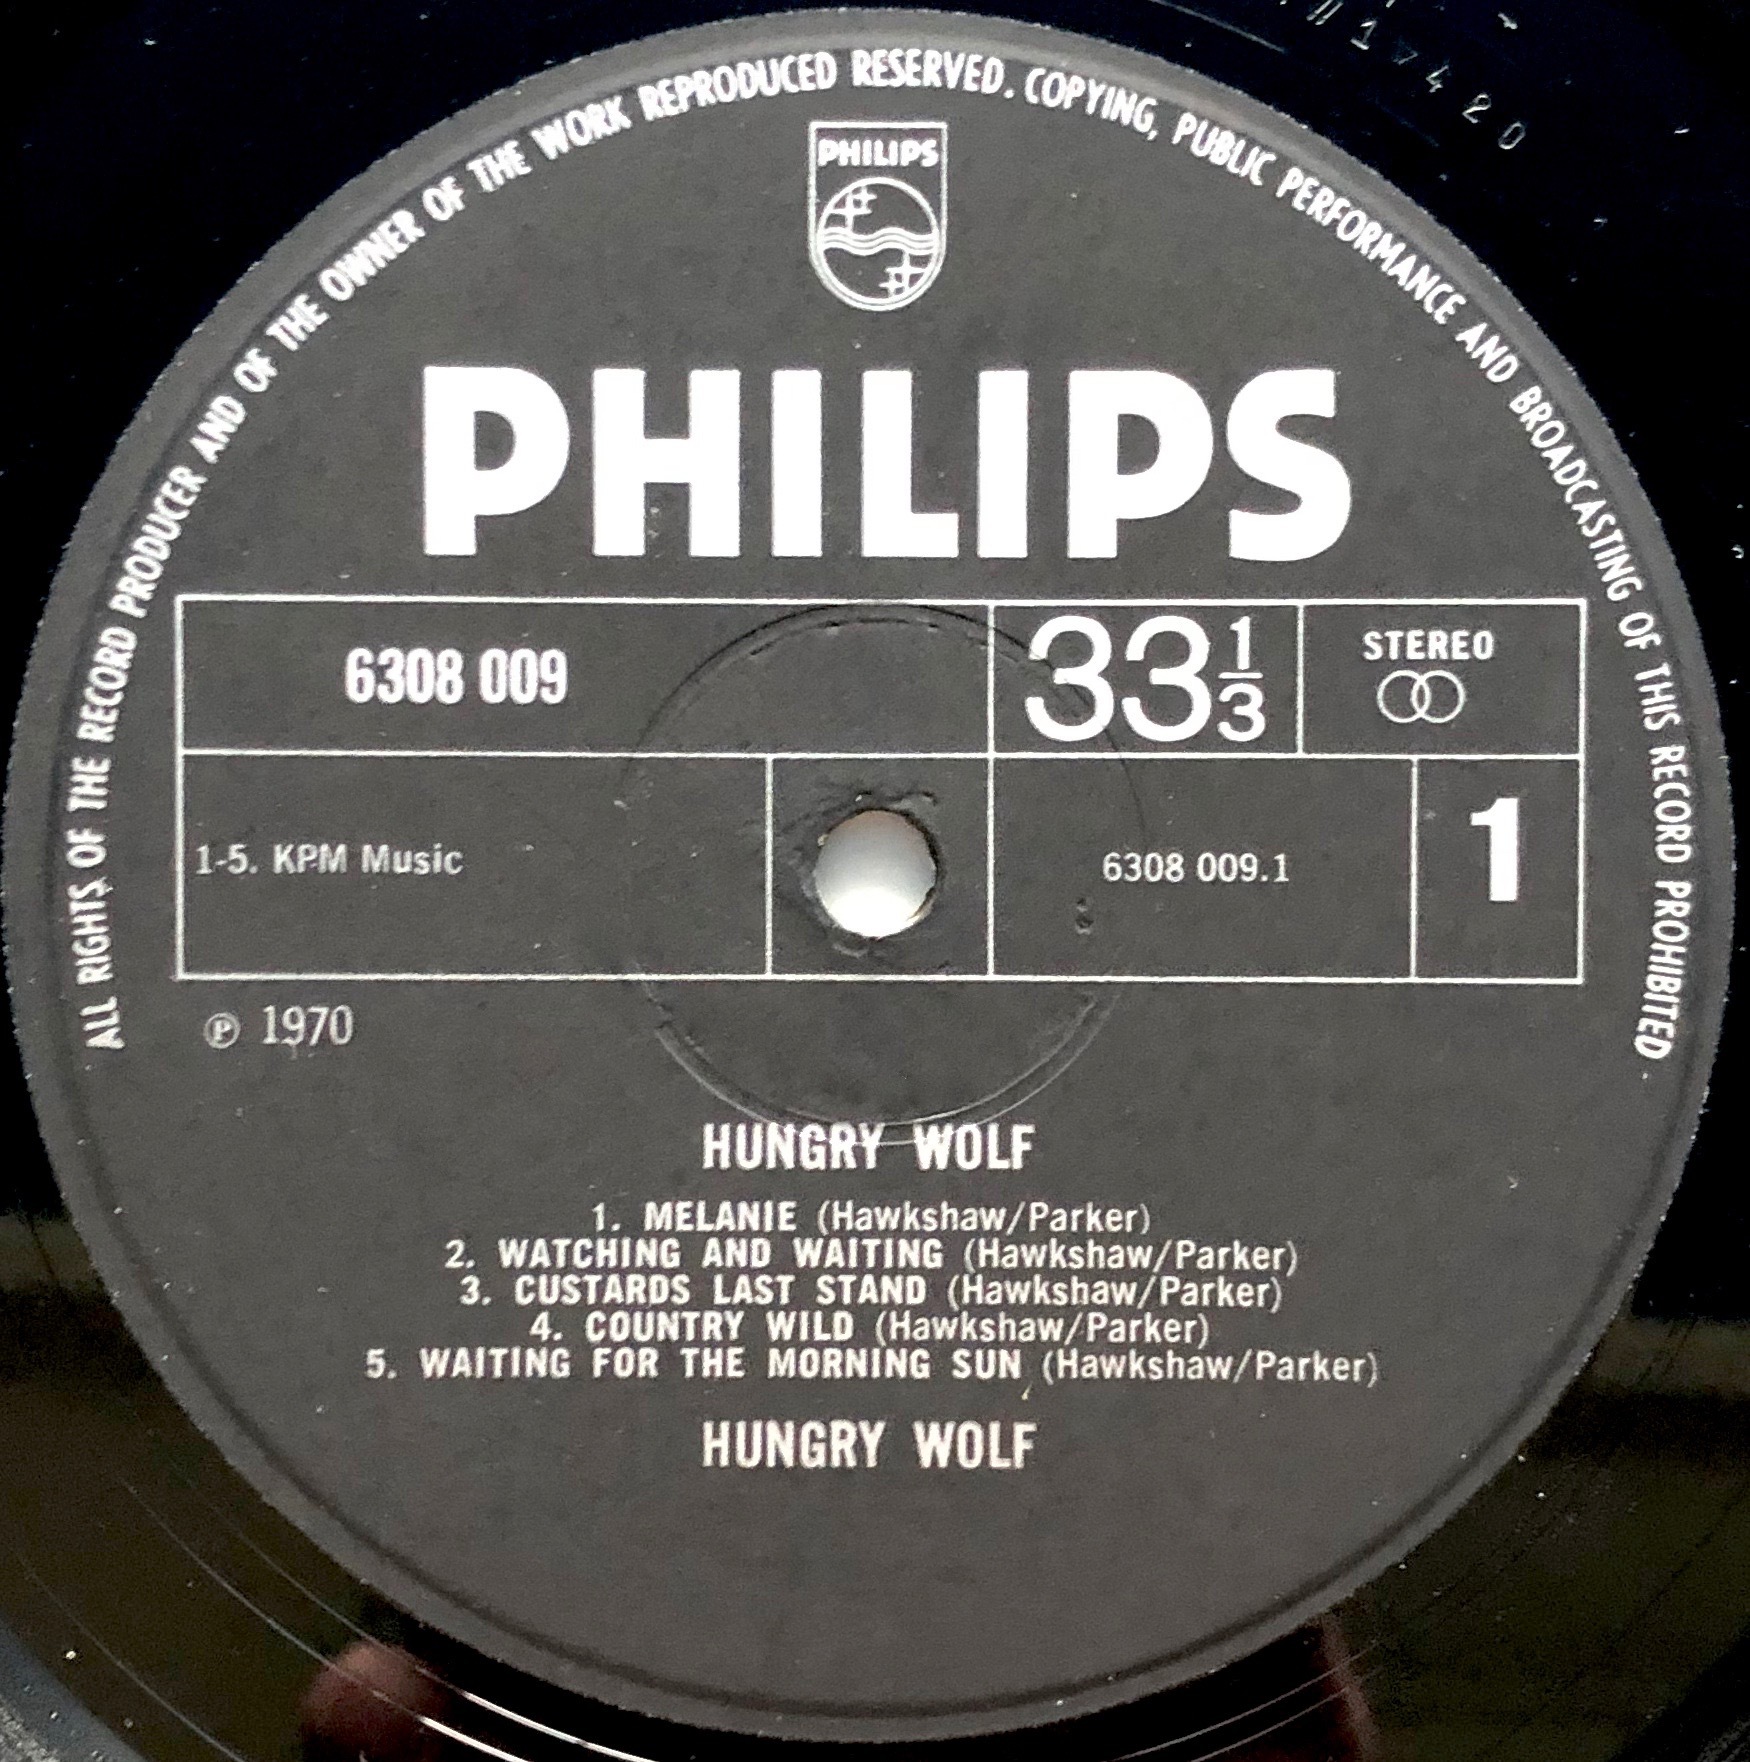 ALL RIGHTS OF THE RECORD PRODUCER AND OF THE OWNER OF THE WORK REPRODUCED RESERVED. COPYING, PUBLIC PERFORMANCE AND BROADCASTING OF THIS RECORD PROHIBITED
PHILIPS
PHILIPS
6308 009
33 1/3
STEREO
1-5. KPM Music
6308 009.1
1
℗ 1970
HUNGRY WOLF
1. MELANIE (Hawkshaw/Parker)
2. WATCHING AND WAITING (Hawkshaw/Parker)
3. CUSTARDS LAST STAND (Hawkshaw/Parker)
4. COUNTRY WILD (Hawkshaw/Parker)
5. WAITING FOR THE MORNING SUN (Hawkshaw/Parker)
HUNGRY WOLF